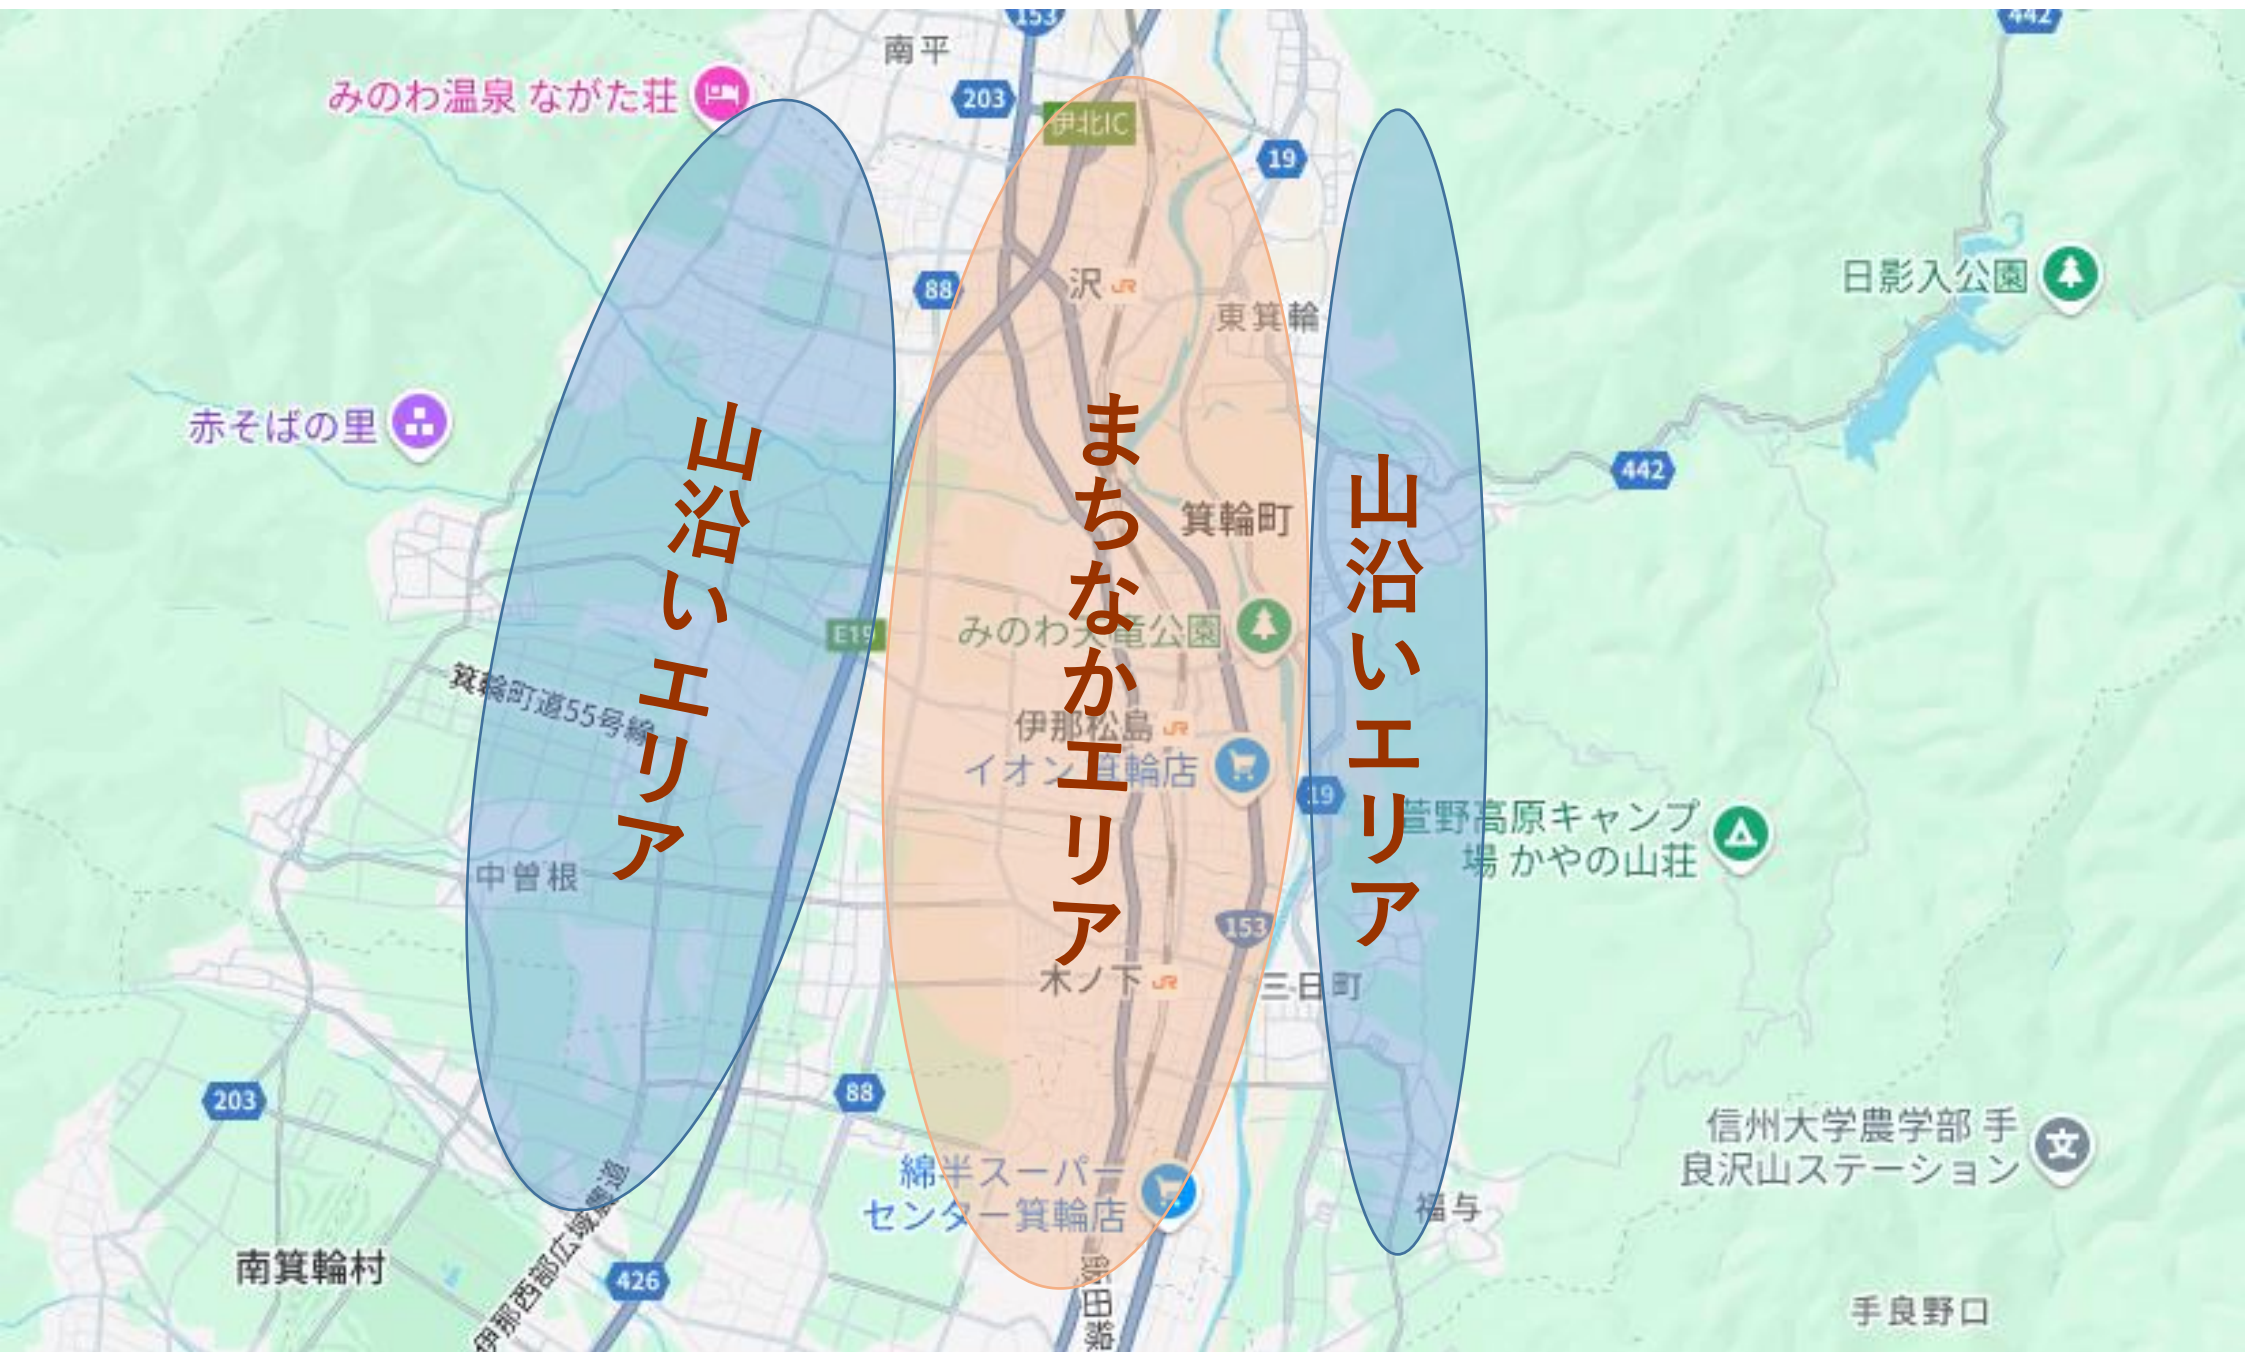 153
442
南平
みのわ温泉 ながた荘
203
伊北IC
19
沢
JR
88
東箕輪
日影入公園
赤そばの里
山沿いエリア
まちなかエリア
山沿いエリア
442
箕輪町
E19
みのわ天竜公園
箕輪町道55号線
伊那松島
JR
イオン 箕輪店
19
萱野高原キャンプ
場 かやの山荘
中曽根
153
木ノ下
JR
三日町
203
88
信州大学農学部 手
良沢山ステーション
文
綿半スーパー
センター箕輪店
福与
南箕輪村
伊那西部広域農道
426
飯田線
手良野口